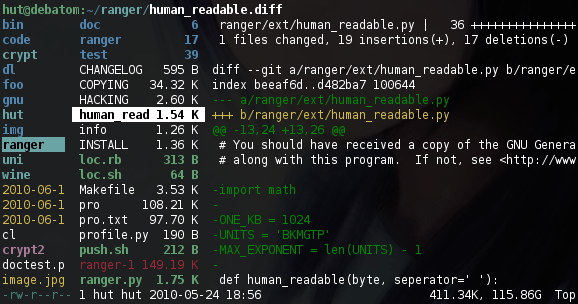 hut@debatom:~/ranger/human_readable.diff
bin doc 6 ranger/ext/human_readable.py | 36 +++++++++++++++
code ranger 17 1 files changed, 19 insertions(+), 17 deletions(-)
crypt test 39
dl CHANGELOG 595 B diff --git a/ranger/ext/human_readable.py b/ranger/e
foo COPYING 34.32 K index beeaf6d..d482ba7 100644
gnu HACKING 2.60 K --- a/ranger/ext/human_readable.py
hut human_read 1.54 K +++ b/ranger/ext/human_readable.py
img info 1.26 K @@ -13,24 +13,26 @@
ranger INSTALL 1.36 K # You should have received a copy of the GNU Genera
uni loc.rb 313 B # along with this program. If not, see <http://www
wine loc.sh 64 B
2010-06-1 Makefile 3.53 K -import math
2010-06-1 pro 108.21 K -
2010-06-1 pro.txt 97.70 K -ONE_KB = 1024
cl profile.py 190 B -UNITS = 'BKMGTP'
crypt2 push.sh 212 B -MAX_EXPONENT = len(UNITS) - 1
doctest.p ranger-1 149.19 K -
image.jpg ranger.py 1.75 K def human_readable(byte, seperator=' '):
-rw-r--r-- 1 hut hut 2010-05-24 18:56 411.34K, 115.86G Top